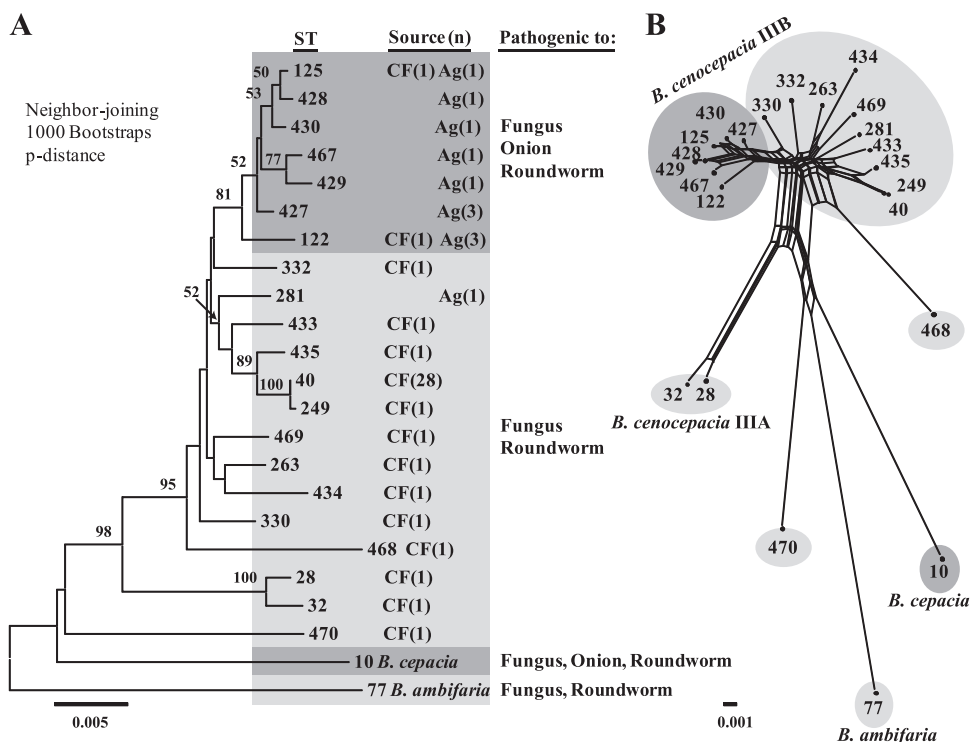 A
ST Source (n) Pathogenic to:
Neighbor-joining
1000 Bootstraps
p-distance
50
125 CF(1) Ag(1)
53
428 Ag(1)
430 Ag(1)
Fungus
Onion
Roundworm
52
77
467 Ag(1)
429 Ag(1)
81
427 Ag(3)
122 CF(1) Ag(3)
332 CF(1)
52
281 Ag(1)
433 CF(1)
89
435 CF(1)
100
40 CF(28)
249 CF(1)
469 CF(1)
Fungus
Roundworm
263 CF(1)
95
434 CF(1)
330 CF(1)
98
468 CF(1)
100
28 CF(1)
32 CF(1)
470 CF(1)
10 B. cepacia Fungus, Onion, Roundworm
77 B. ambifaria Fungus, Roundworm
0.005
B
B. cenocepacia IIIB
434
332
263
330
469
430
427
125
281
433
428
429
435
467
249
122
40
468
32 28
B. cenocepacia IIIA
470
10
B. cepacia
77
B. ambifaria
0.001